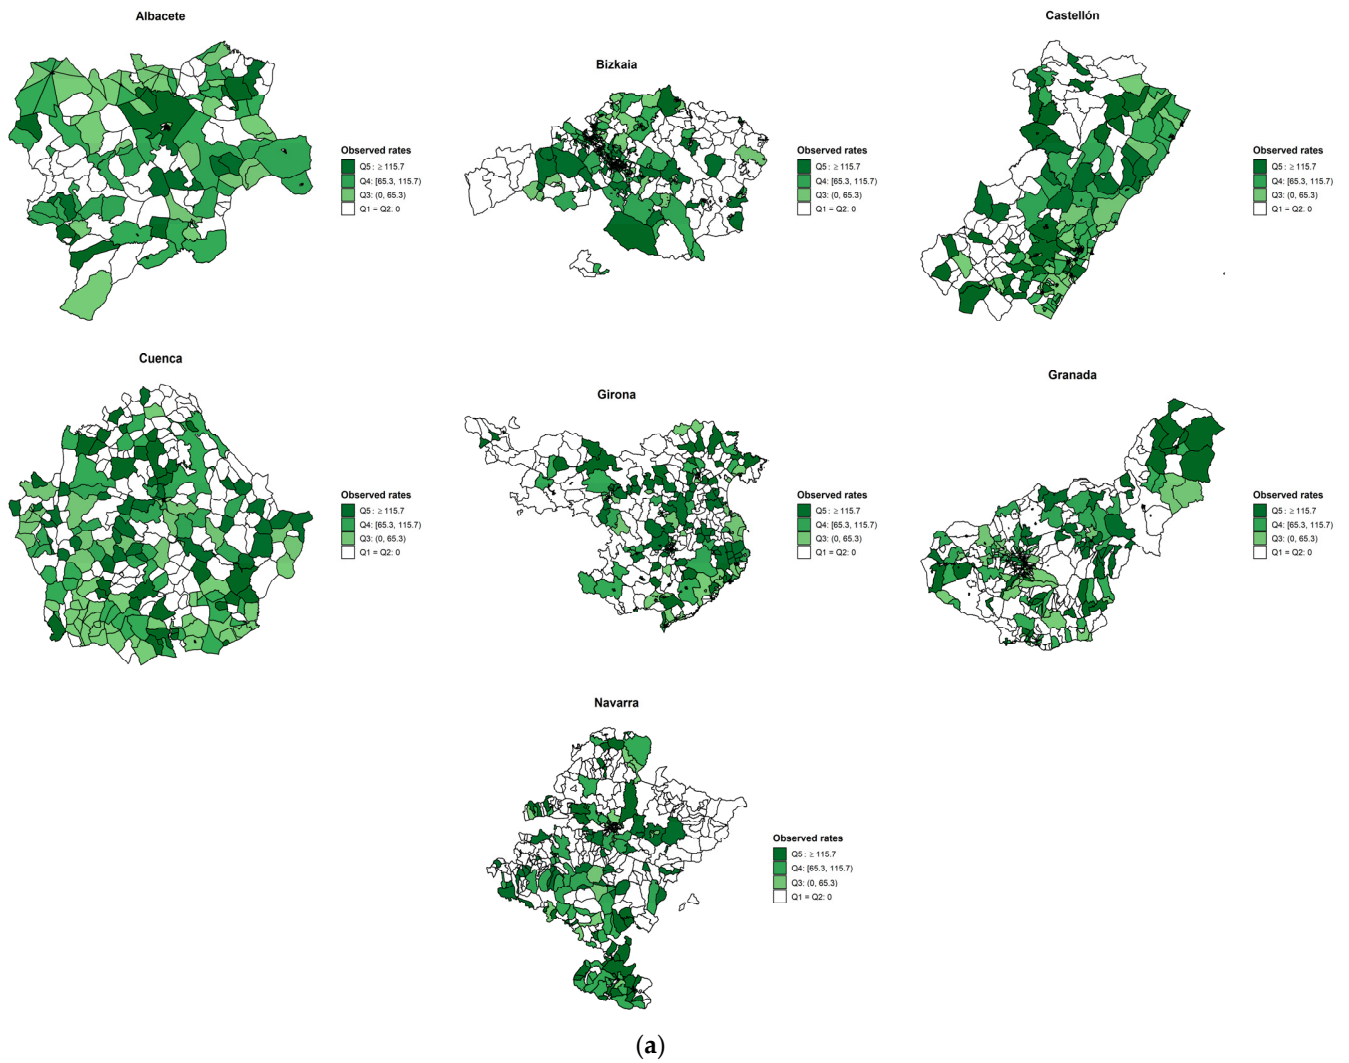 Albacete
Observed rates
Q5: ≥ 115.7
Q4: [65.3, 115.7)
Q3: (0, 65.3)
Q1 = Q2: 0
Bizkaia
Observed rates
Q5: ≥ 115.7
Q4: [65.3, 115.7)
Q3: (0, 65.3)
Q1 = Q2: 0
Castellón
Observed rates
Q5: ≥ 115.7
Q4: [65.3, 115.7)
Q3: (0, 65.3)
Q1 = Q2: 0
Cuenca
Observed rates
Q5: ≥ 115.7
Q4: [65.3, 115.7)
Q3: (0, 65.3)
Q1 = Q2: 0
Girona
Observed rates
Q5: ≥ 115.7
Q4: [65.3, 115.7)
Q3: (0, 65.3)
Q1 = Q2: 0
Granada
Observed rates
Q5: ≥ 115.7
Q4: [65.3, 115.7)
Q3: (0, 65.3)
Q1 = Q2: 0
Navarra
Observed rates
Q5: ≥ 115.7
Q4: [65.3, 115.7)
Q3: (0, 65.3)
Q1 = Q2: 0
(a)